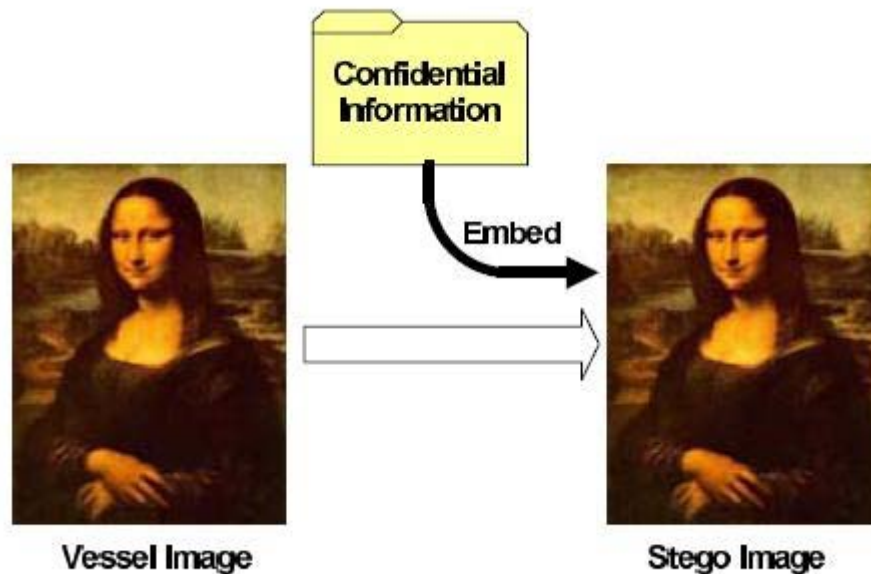 Confidential
Information
Embed
Vessel Image
Stego Image